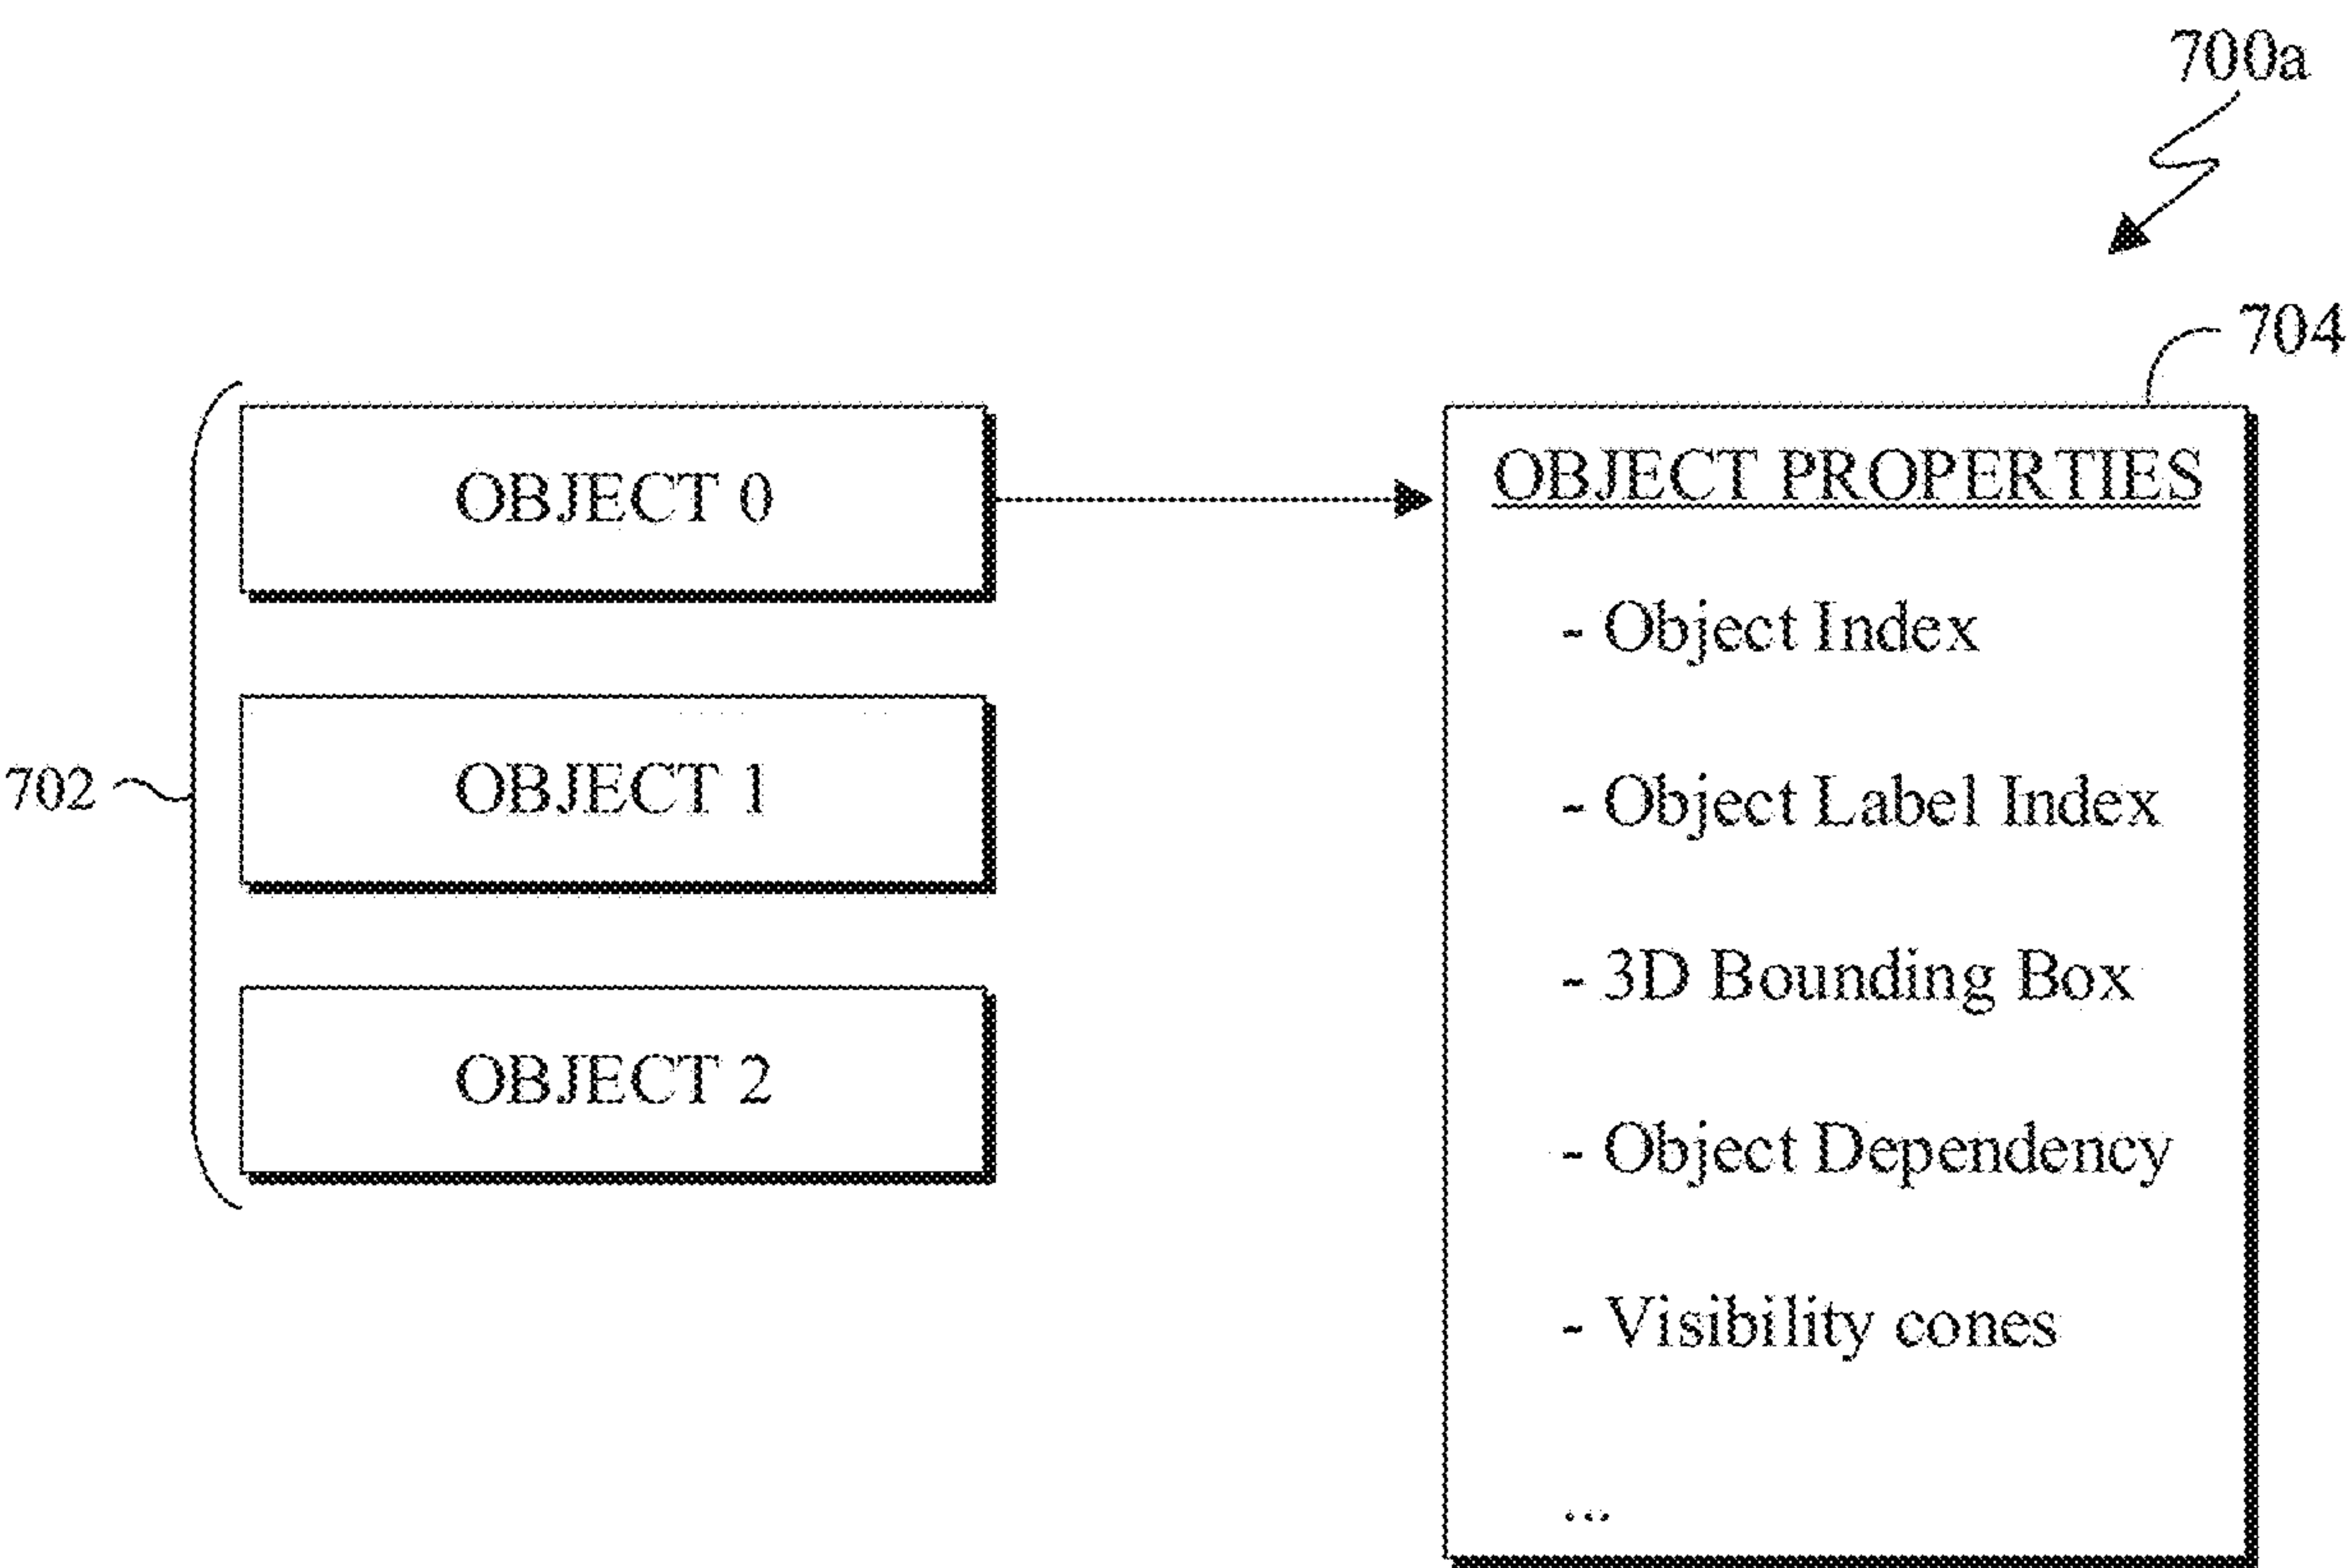 700a
704
OBJECT 0
OBJECT PROPERTIES
- Object Index
OBJECT 1
- Object Label Index
702
- 3D Bounding Box
OBJECT 2
- Object Dependency
- Visibility cones
...